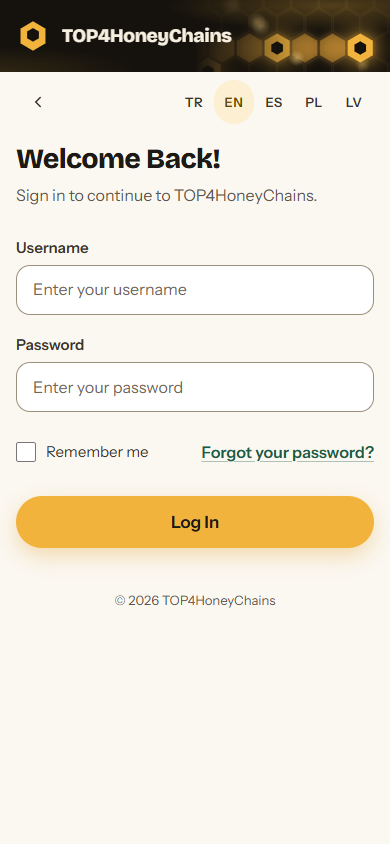 TOP4HoneyChains
TR EN ES PL LV
Welcome Back!
Sign in to continue to TOP4HoneyChains.
Username
Enter your username
Password
Enter your password
Remember me Forgot your password?
Log In
© 2026 TOP4HoneyChains